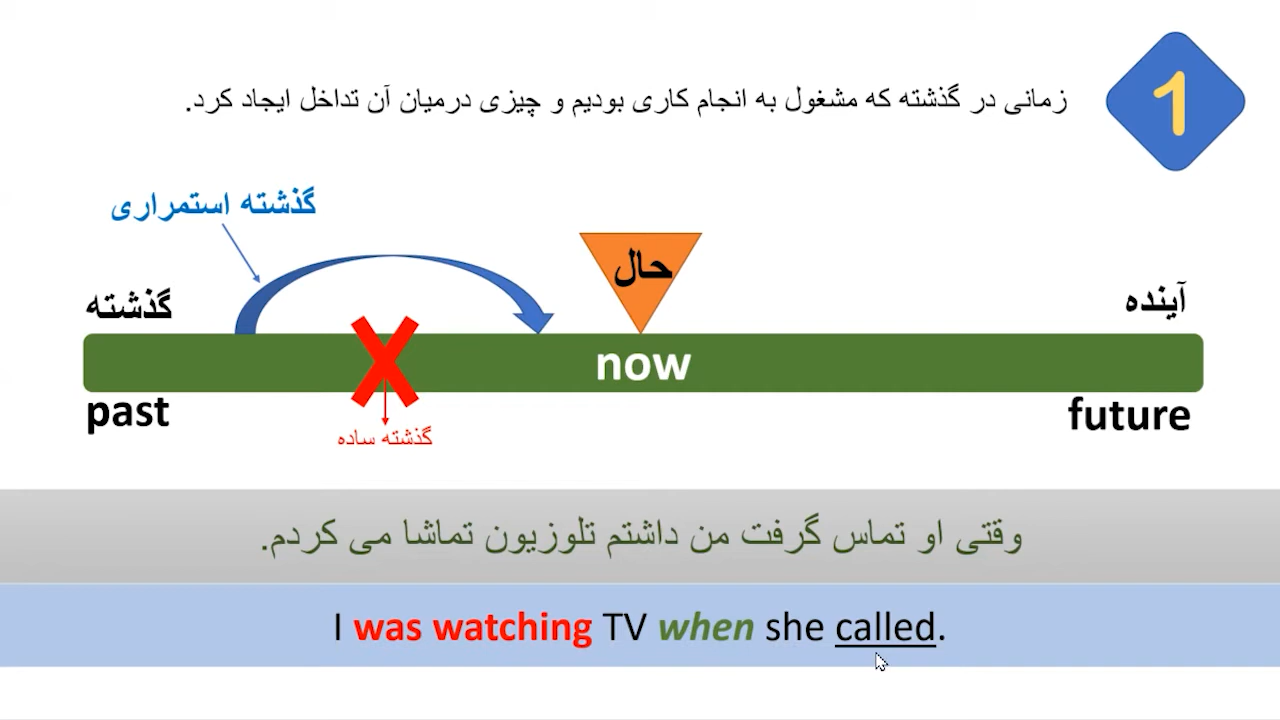 1
زمانی در گذشته که مشغول به انجام کاری بودیم و چیزی درمیان آن تداخل ایجاد کرد.
گذشته استمراری
حال
گذشته
آینده
now
past
future
گذشته ساده
وقتی او تماس گرفت من داشتم تلوزیون تماشا می کردم.
I was watching TV when she called.